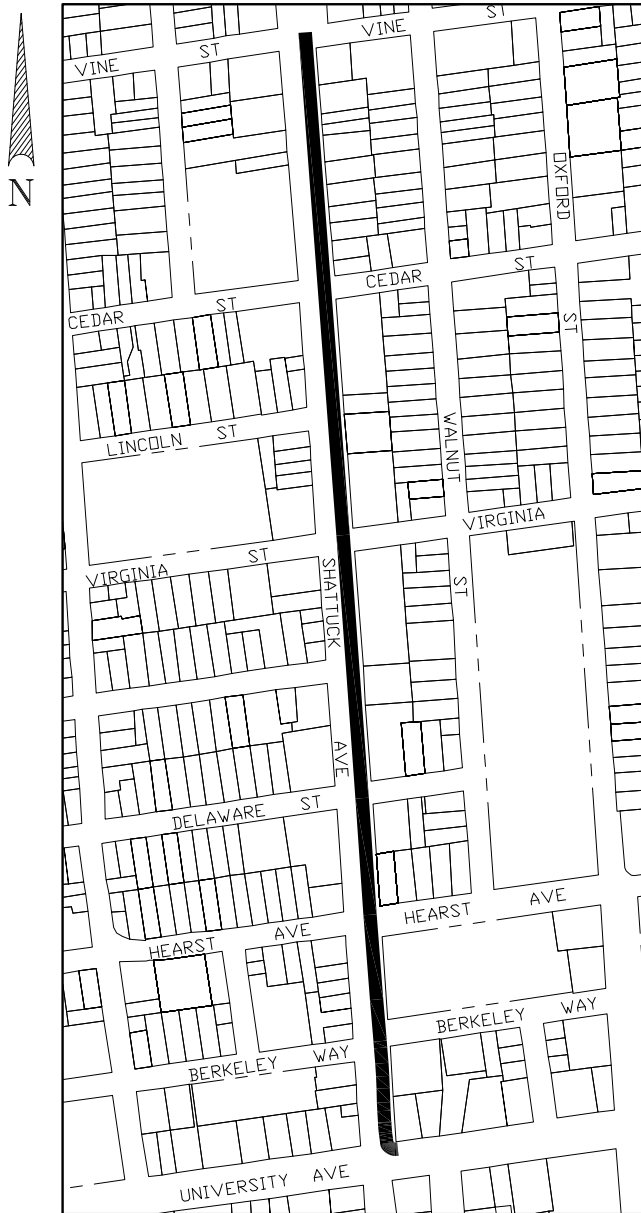 VINE ST
VINE ST
OXFORD ST
N
CEDAR ST
CEDAR ST
LINCOLN ST
WALNUT ST
VIRGINIA ST
VIRGINIA
SHATTUCK AVE
DELAWARE ST
HEARST AVE
HEARST AVE
BERKELEY WAY
BERKELEY WAY
UNIVERSITY AVE